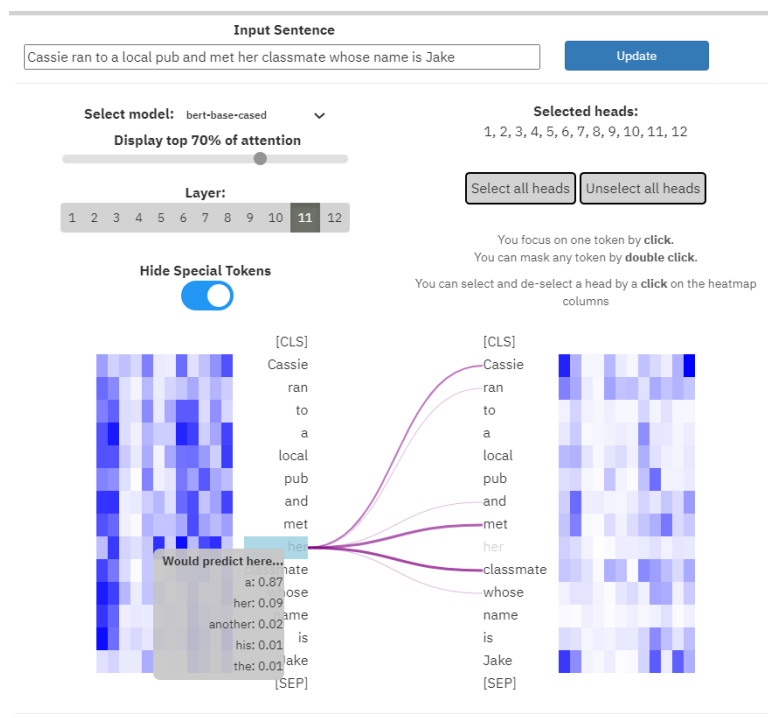 Input Sentence
Cassie ran to a local pub and met her classmate whose name is Jake
Update
Select model: bert-base-cased
Display top 70% of attention
Layer:
1 2 3 4 5 6 7 8 9 10 11 12
Hide Special Tokens
Selected heads:
1, 2, 3, 4, 5, 6, 7, 8, 9, 10, 11, 12
Select all heads Unselect all heads
You focus on one token by click.
You can mask any token by double click.
You can select and de-select a head by a click on the heatmap
columns
[CLS] [CLS]
Cassie Cassie
ran ran
to to
a a
local local
pub pub
and and
met met
her her
Would predict here...
classmate classmate
a: 0.87 whose whose
her: 0.09
another: 0.02 name name
his: 0.01 is is
the: 0.01 Jake Jake
[SEP] [SEP]